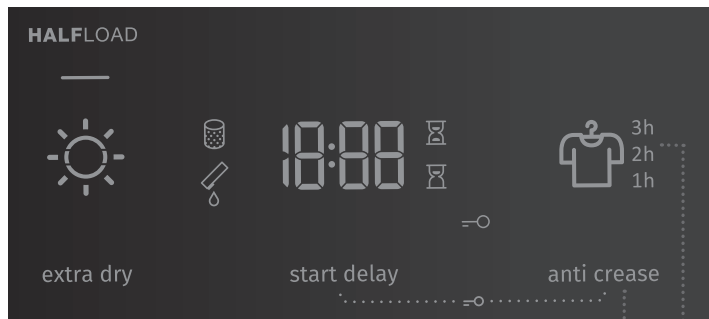 HALFLOAD
18:88
3h
2h
1h
extra dry
start delay
anti crease